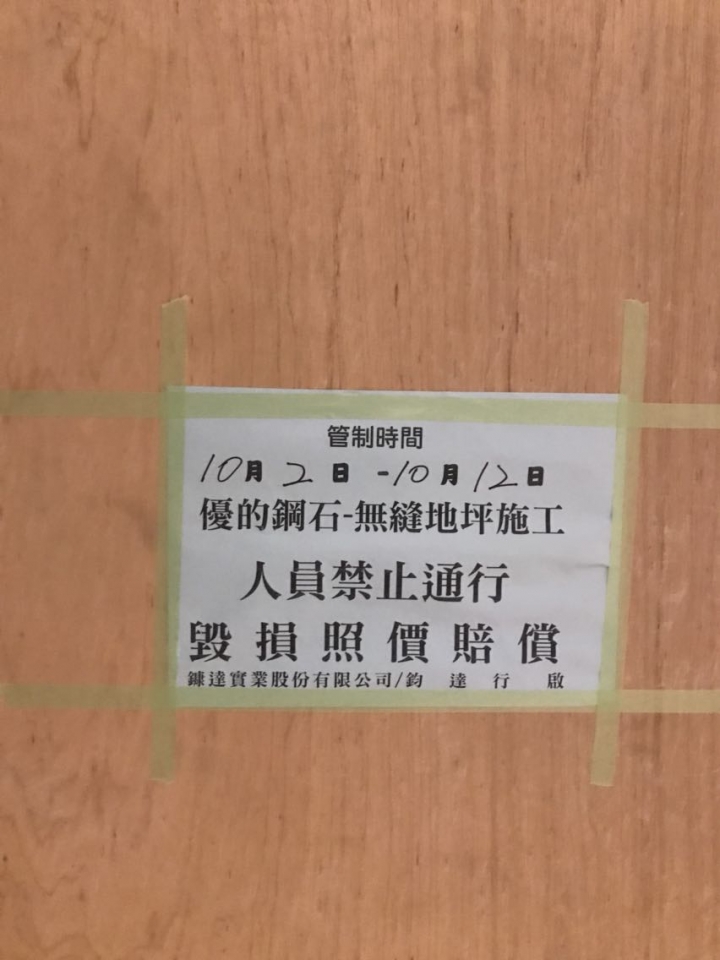 管制時間
10月2日-10月12日
優的鋼石-無縫地坪施工
人員禁止通行
毀損照價賠償
鍊達實業股份有限公司/鈞達行 啟